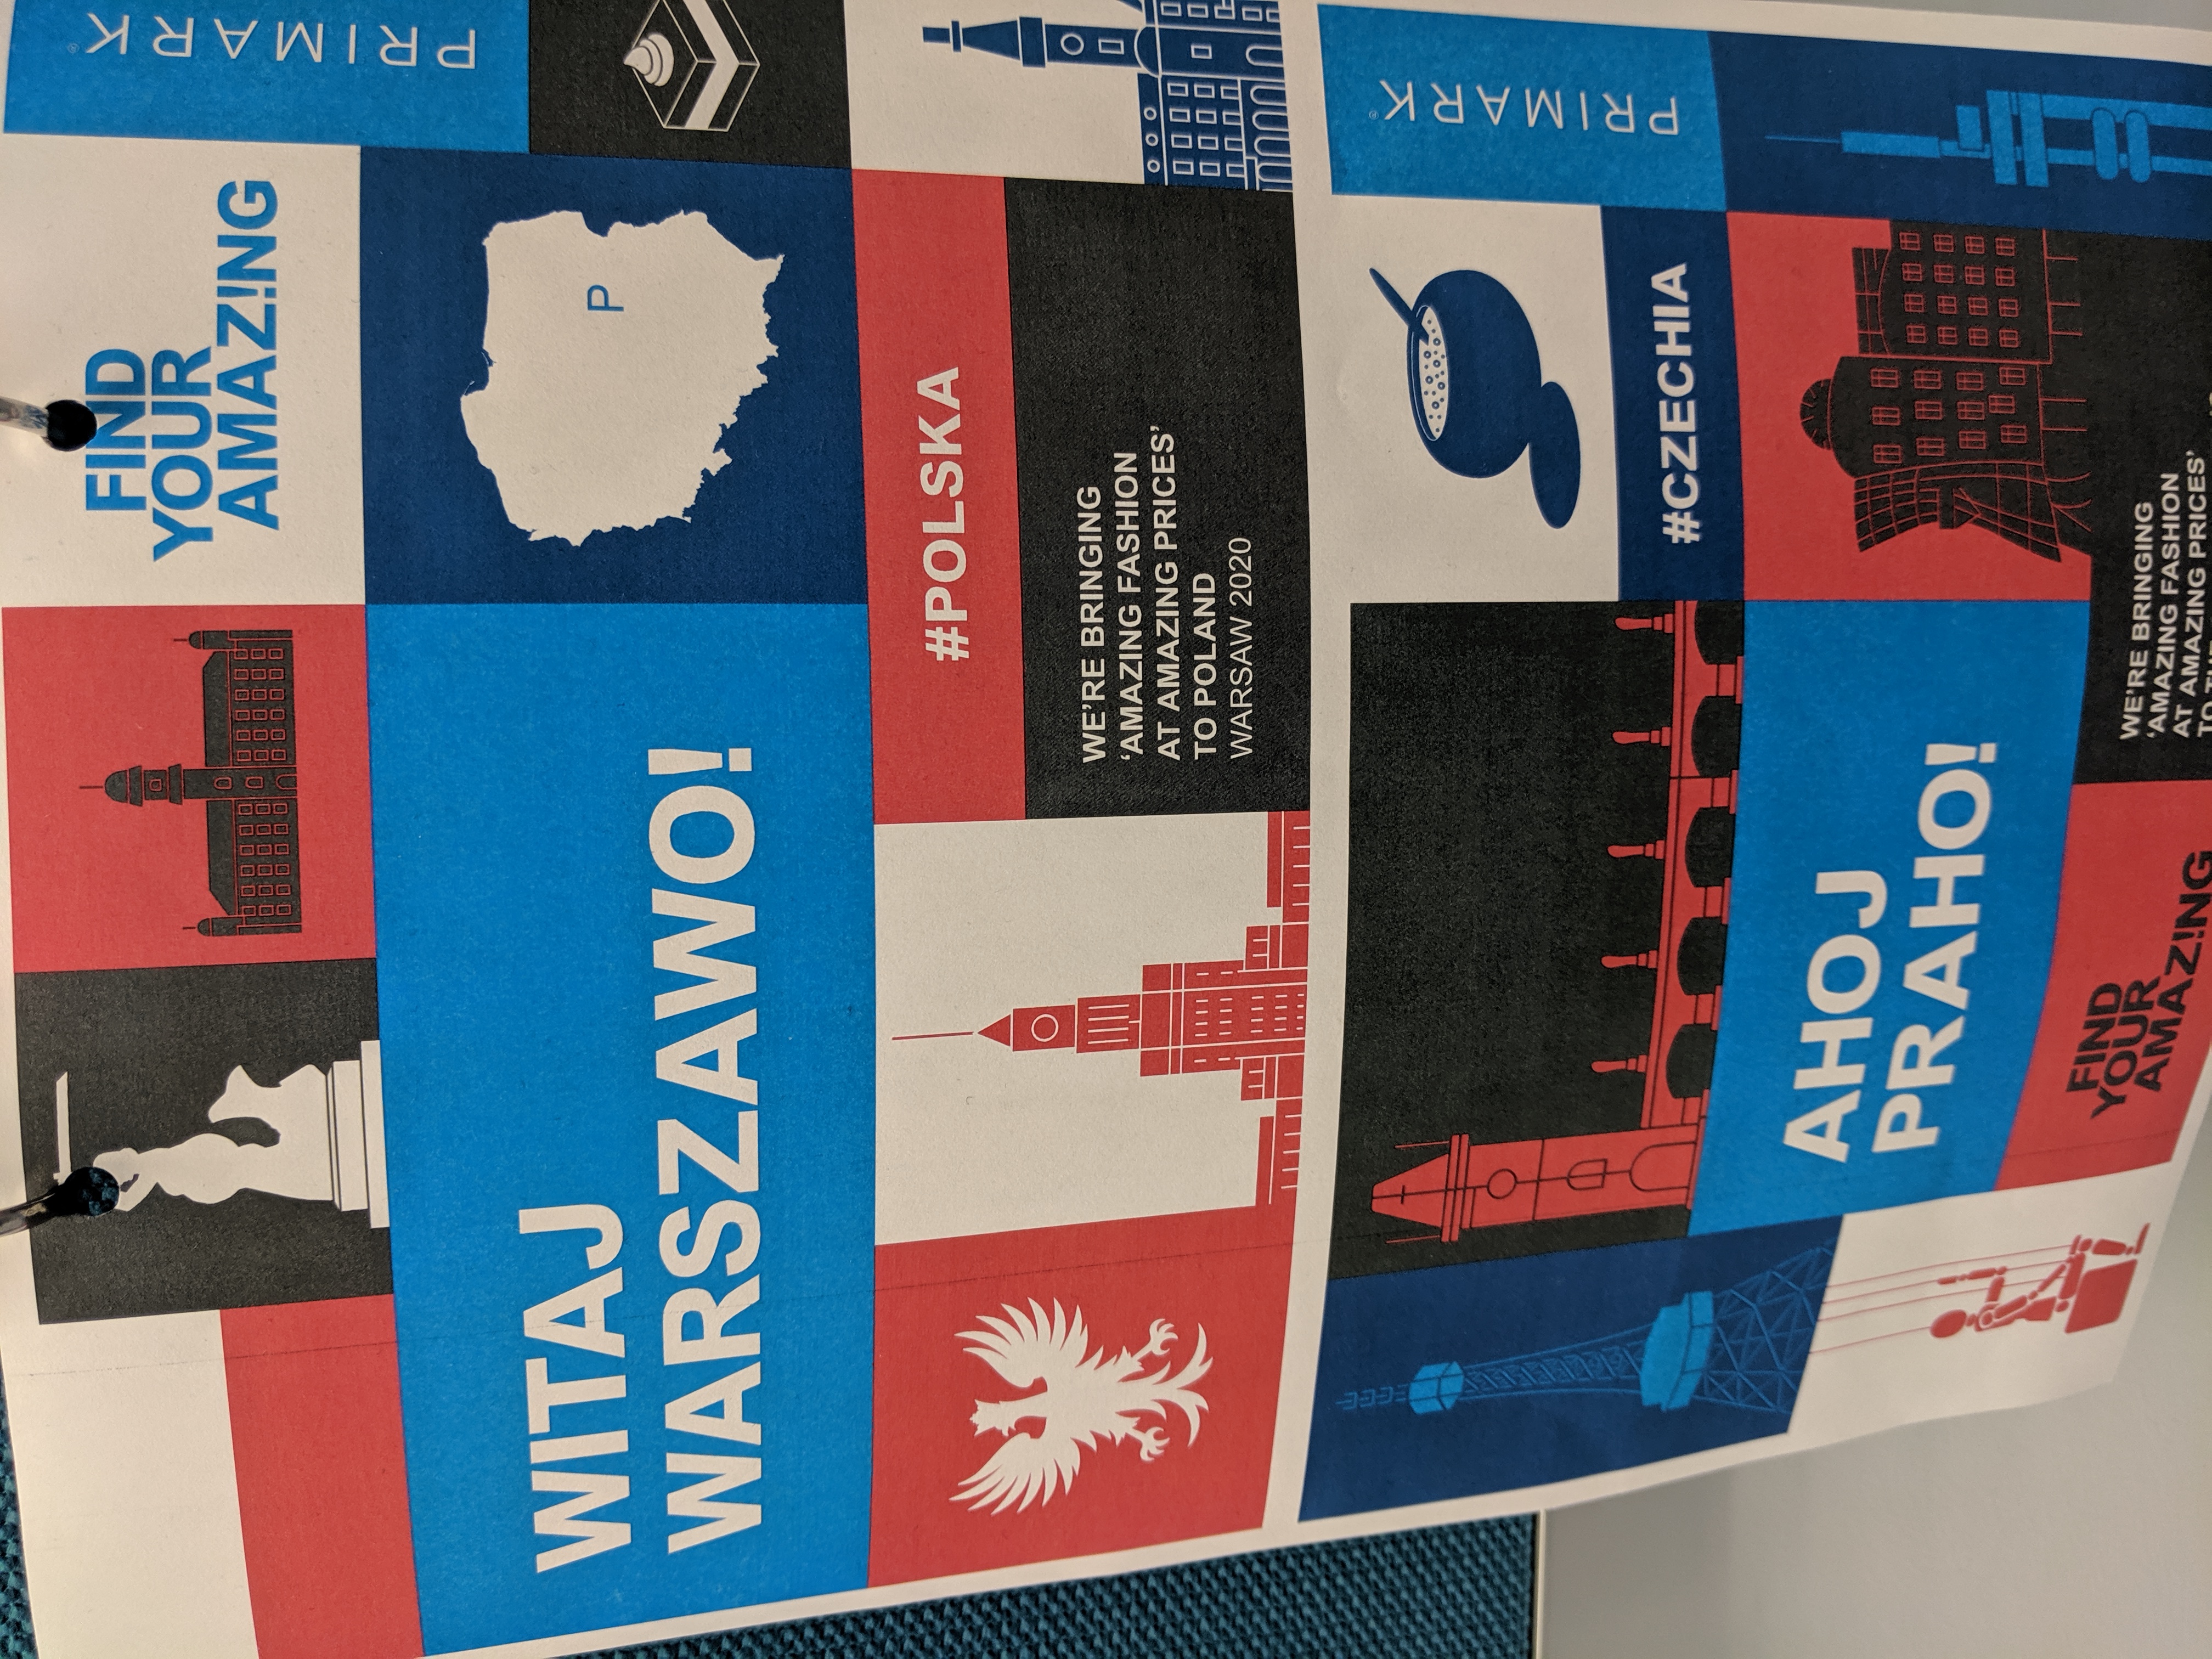 FIND
YOUR
AMAZ!NG
PRIMARK®
WITAJ
WARSZAWO!
P
#POLSKA
WE'RE BRINGING
'AMAZING FASHION
AT AMAZING PRICES'
TO POLAND
WARSAW 2020
PRIMARK®
#CZECHIA
AHOJ
PRAHO!
FIND
YOUR
AMAZ!NG
WE'RE BRINGING
'AMAZING FASHION
AT AMAZING PRICES'